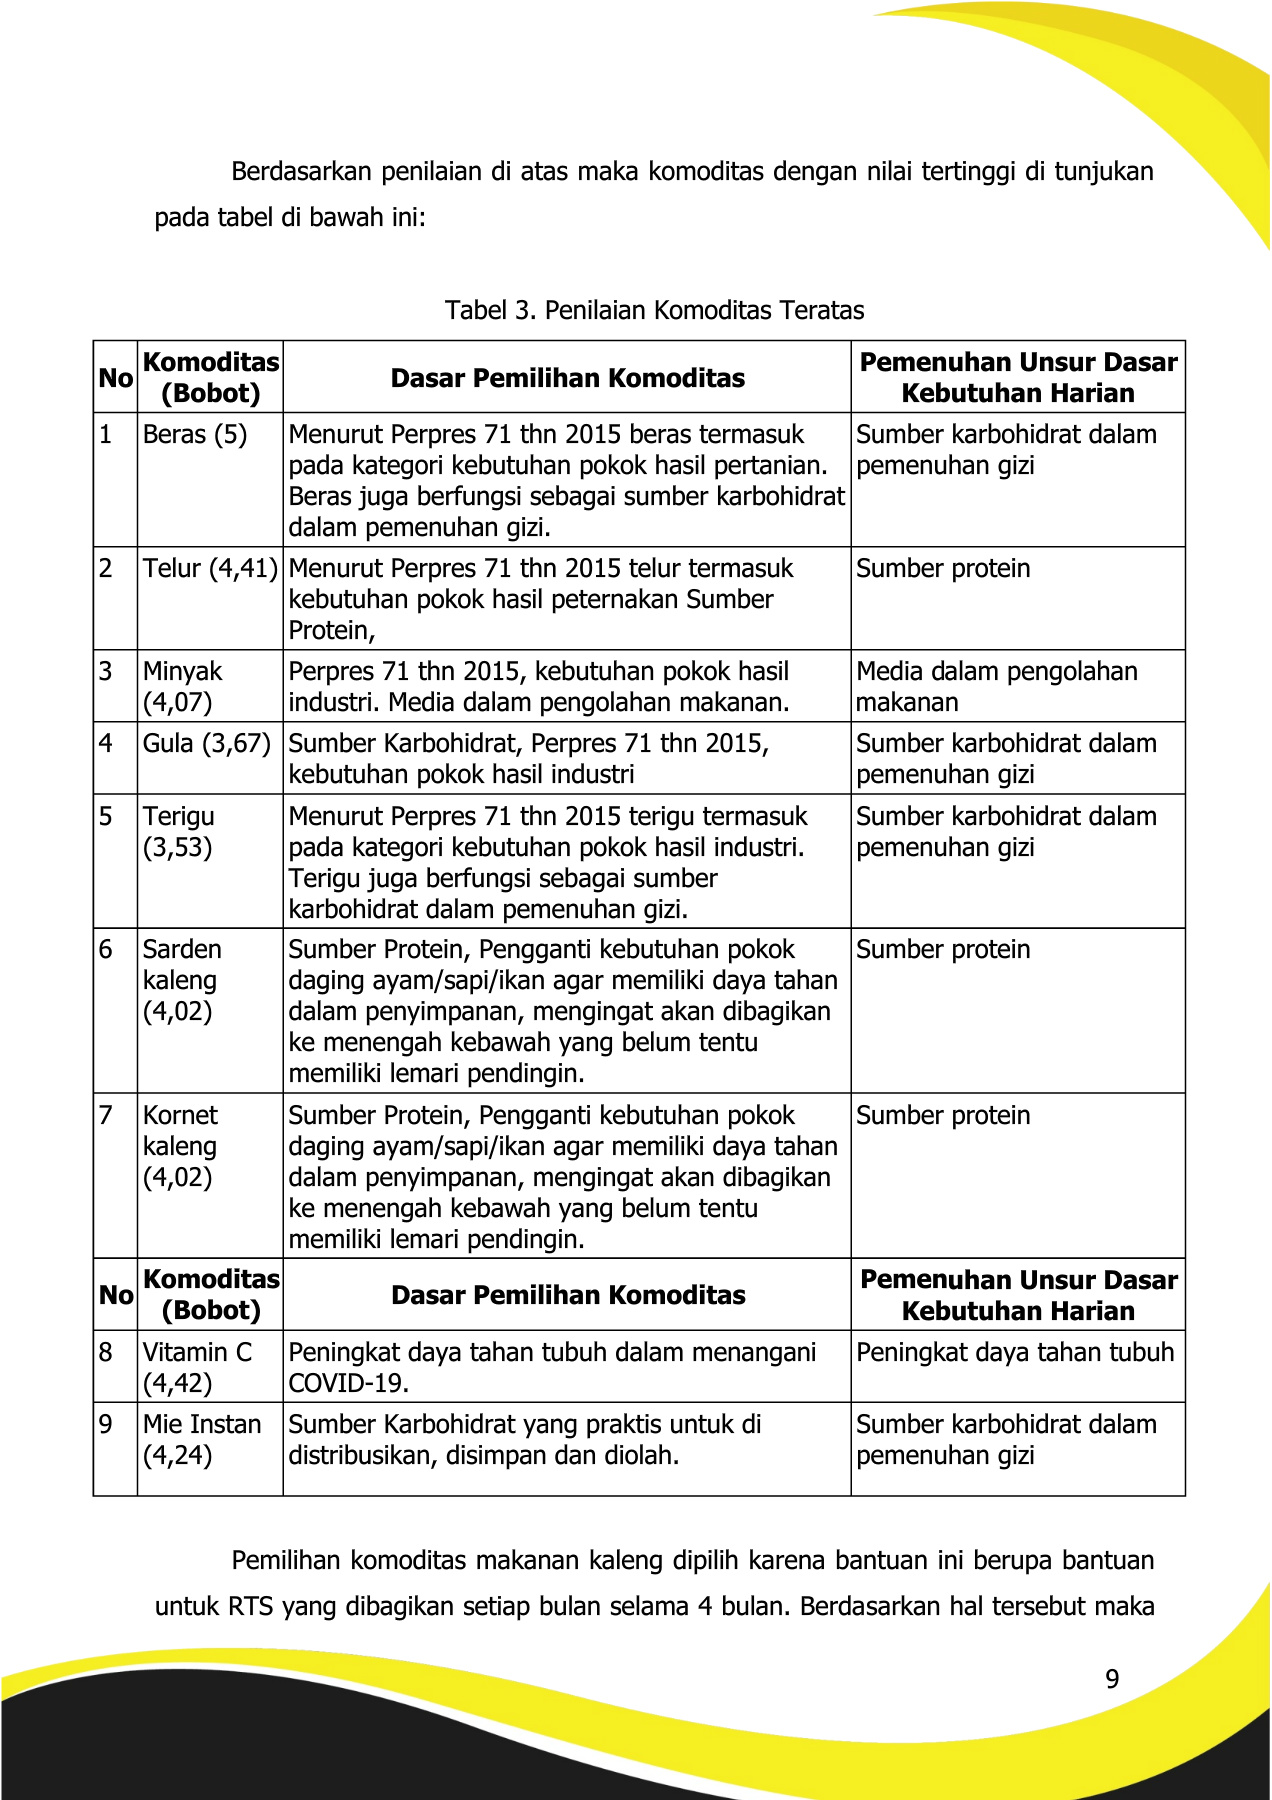 Berdasarkan penilaian di atas maka komoditas dengan nilai tertinggi di tunjukan
pada tabel di bawah ini:
Tabel 3. Penilaian Komoditas Teratas
No
Komoditas
(Bobot)
Dasar Pemilihan Komoditas
Pemenuhan Unsur Dasar
Kebutuhan Harian
1
Beras (5)
Menurut Perpres 71 thn 2015 beras termasuk
pada kategori kebutuhan pokok hasil pertanian.
Beras juga berfungsi sebagai sumber karbohidrat
dalam pemenuhan gizi.
Sumber karbohidrat dalam
pemenuhan gizi
2
Telur (4,41)
Menurut Perpres 71 thn 2015 telur termasuk
kebutuhan pokok hasil peternakan Sumber
Protein,
Sumber protein
3
Minyak
(4,07)
Perpres 71 thn 2015, kebutuhan pokok hasil
industri. Media dalam pengolahan makanan.
Media dalam pengolahan
makanan
4
Gula (3,67)
Sumber Karbohidrat, Perpres 71 thn 2015,
kebutuhan pokok hasil industri
Sumber karbohidrat dalam
pemenuhan gizi
5
Terigu
(3,53)
Menurut Perpres 71 thn 2015 terigu termasuk
pada kategori kebutuhan pokok hasil industri.
Terigu juga berfungsi sebagai sumber
karbohidrat dalam pemenuhan gizi.
Sumber karbohidrat dalam
pemenuhan gizi
6
Sarden
kaleng
(4,02)
Sumber Protein, Pengganti kebutuhan pokok
daging ayam/sapi/ikan agar memiliki daya tahan
dalam penyimpanan, mengingat akan dibagikan
ke menengah kebawah yang belum tentu
memiliki lemari pendingin.
Sumber protein
7
Kornet
kaleng
(4,02)
Sumber Protein, Pengganti kebutuhan pokok
daging ayam/sapi/ikan agar memiliki daya tahan
dalam penyimpanan, mengingat akan dibagikan
ke menengah kebawah yang belum tentu
memiliki lemari pendingin.
Sumber protein
No
Komoditas
(Bobot)
Dasar Pemilihan Komoditas
Pemenuhan Unsur Dasar
Kebutuhan Harian
8
Vitamin C
(4,42)
Peningkat daya tahan tubuh dalam menangani
COVID-19.
Peningkat daya tahan tubuh
9
Mie Instan
(4,24)
Sumber Karbohidrat yang praktis untuk di
distribusikan, disimpan dan diolah.
Sumber karbohidrat dalam
pemenuhan gizi
Pemilihan komoditas makanan kaleng dipilih karena bantuan ini berupa bantuan
untuk RTS yang dibagikan setiap bulan selama 4 bulan. Berdasarkan hal tersebut maka
9